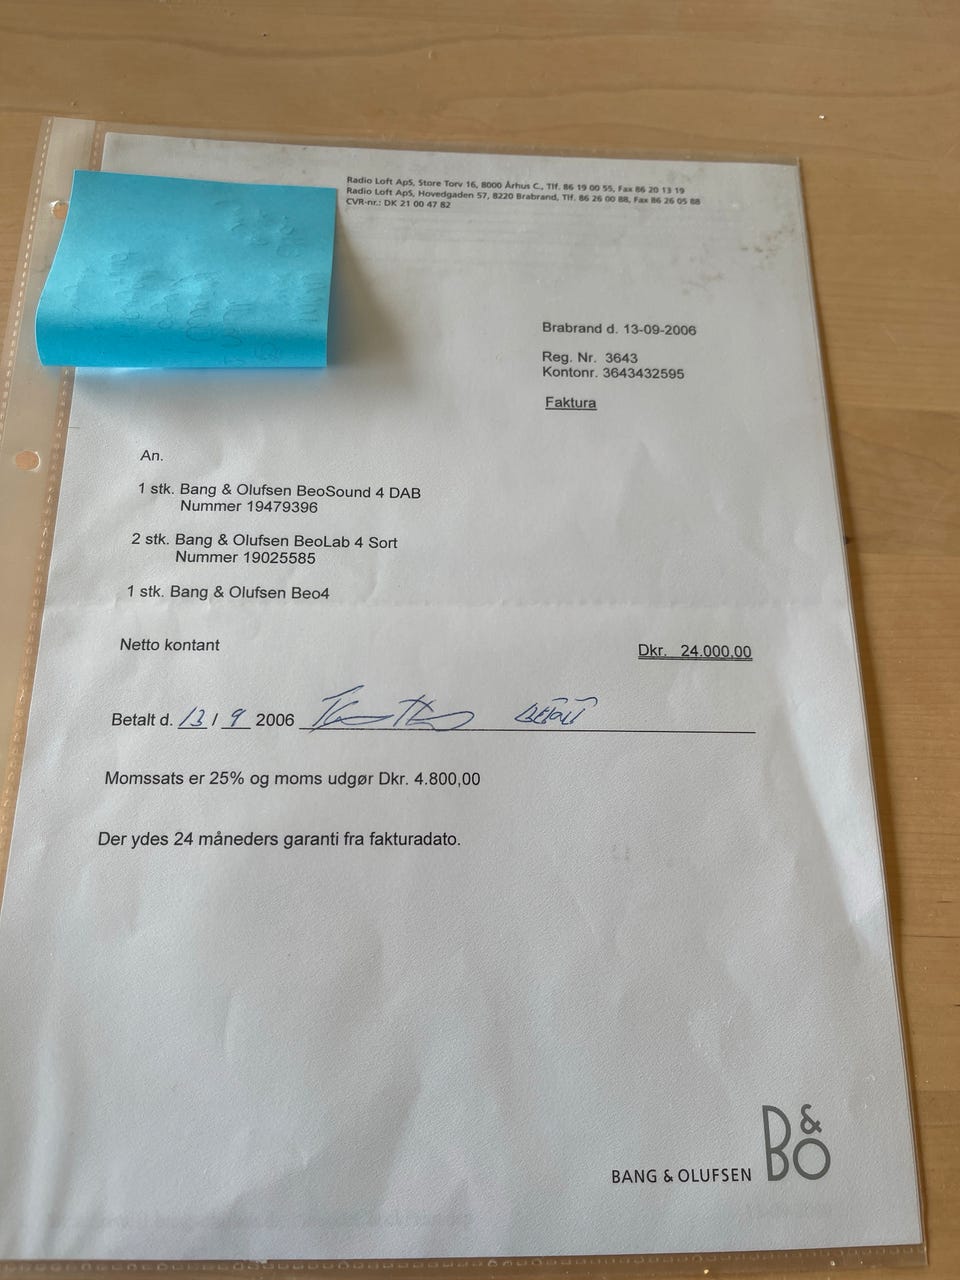 Radio Loft ApS, Store Torv 16, 8000 Århus C., Tlf. 86 19 00 55, Fax 86 20 13 19
Radio Loft ApS, Hovedgaden 57, 8220 Brabrand, Tlf. 86 26 00 88, Fax 86 26 05 88
CVR-nr.: DK 21 00 47 82
Brabrand d. 13-09-2006
Reg. Nr. 3643
Kontonr. 3643432595
Faktura
An.
1 stk. Bang & Olufsen BeoSound 4 DAB
Nummer 19479396
2 stk. Bang & Olufsen BeoLab 4 Sort
Nummer 19025585
1 stk. Bang & Olufsen Beo4
Netto kontant Dkr. 24.000,00
Betalt d. 13 / 9 2006 BETALT
Momssats er 25% og moms udgør Dkr. 4.800,00
Der ydes 24 måneders garanti fra fakturadato.
BANG & OLUFSEN B&O